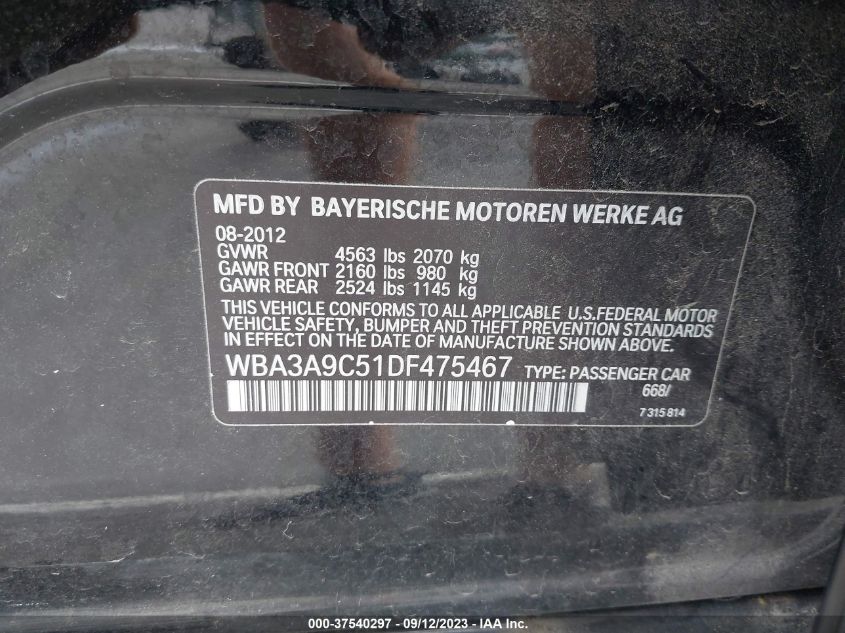 MFD BY BAYERISCHE MOTOREN WERKE AG
08-2012
GVWR 4563 lbs 2070 kg
GAWR FRONT 2160 lbs 980 kg
GAWR REAR 2524 lbs 1145 kg
THIS VEHICLE CONFORMS TO ALL APPLICABLE U.S.FEDERAL MOTOR
VEHICLE SAFETY, BUMPER AND THEFT PREVENTION STANDARDS
IN EFFECT ON THE DATE OF MANUFACTURE SHOWN ABOVE.
WBA3A9C51DF475467 TYPE: PASSENGER CAR
668/
7 315 814
000-37540297 - 09/12/2023 - IAA Inc.